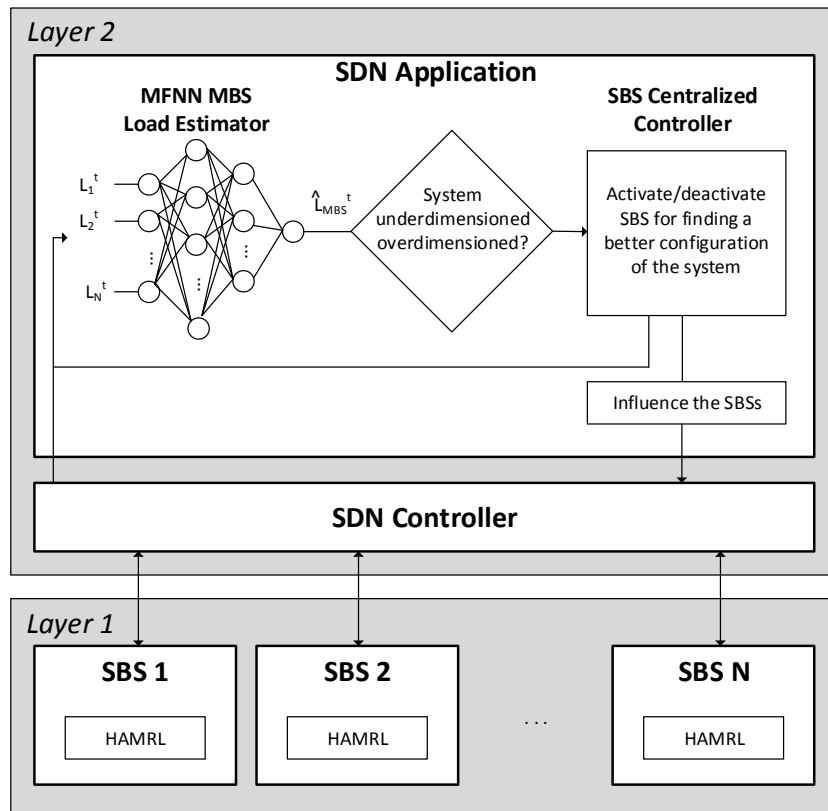 Layer 2
SDN Application
MFNN MBS
Load Estimator
SBS Centralized
Controller
L₁ᵗ
L₂ᵗ
...
L_Nᵗ
...
...
...
L̂_MBSᵗ
System
underdimensioned
overdimensioned?
Activate/deactivate
SBS for finding a
better configuration
of the system
Influence the SBSs
SDN Controller
Layer 1
SBS 1
HAMRL
SBS 2
HAMRL
...
SBS N
HAMRL